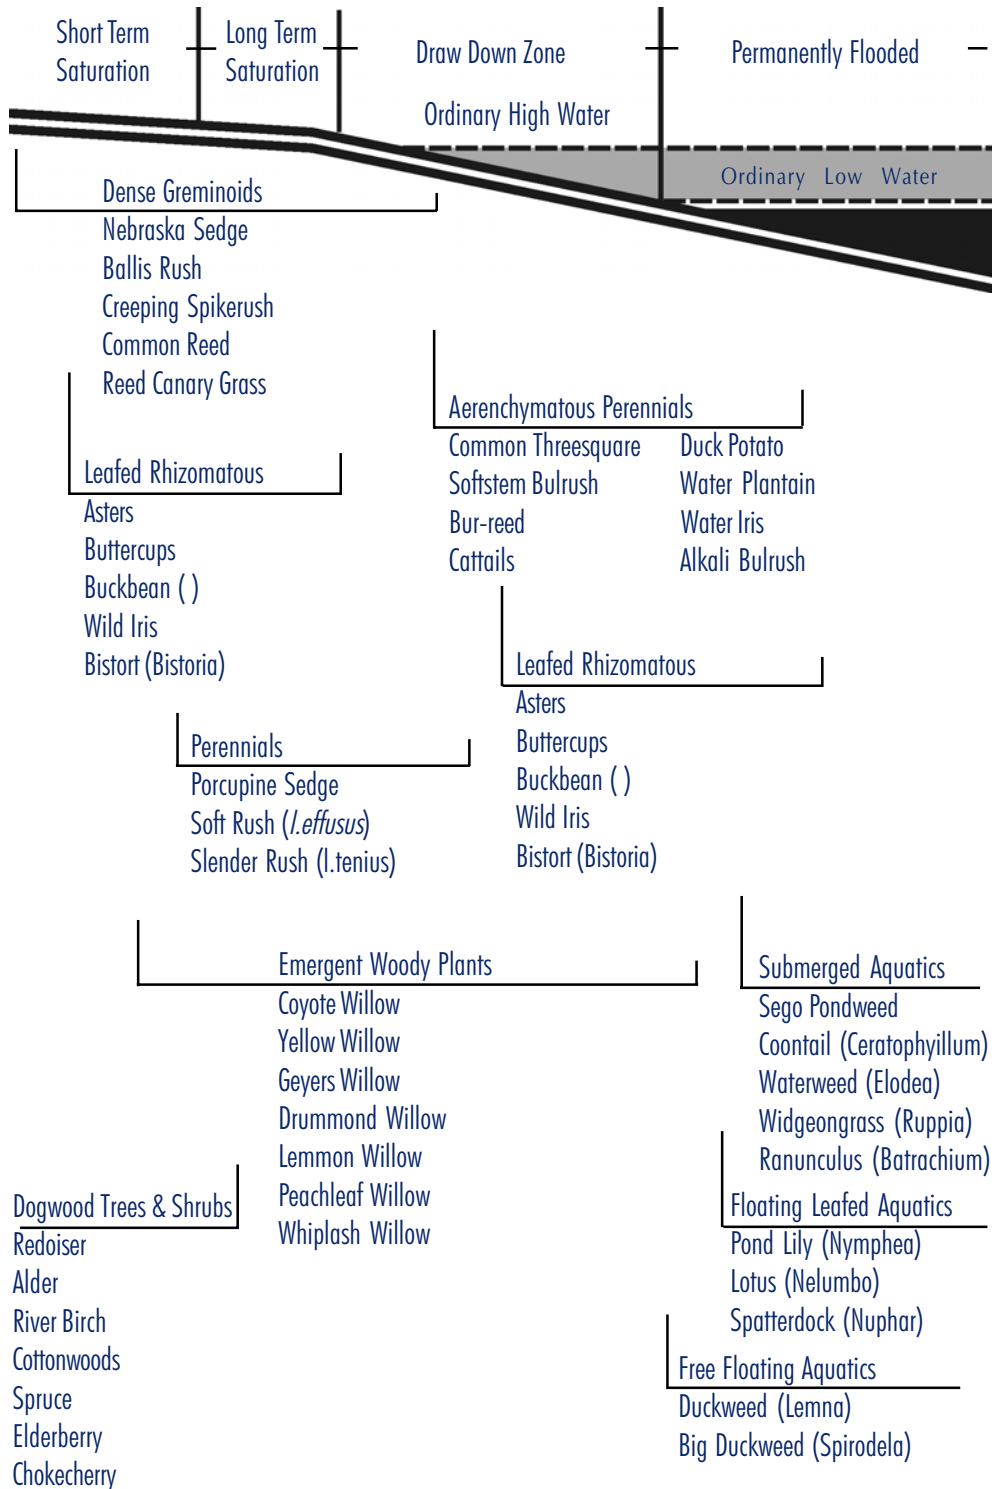 Short Term
Saturation
Long Term
Saturation
Draw Down Zone
Permanently Flooded
Ordinary High Water
Ordinary Low Water
Dense Greminoids
Nebraska Sedge
Ballis Rush
Creeping Spikerush
Common Reed
Reed Canary Grass
Leafed Rhizomatous
Asters
Buttercups
Buckbean ( )
Wild Iris
Bistort (Bistoria)
Aerenchymatous Perennials
Common Threesquare
Softstem Bulrush
Bur-reed
Cattails
Duck Potato
Water Plantain
Water Iris
Alkali Bulrush
Leafed Rhizomatous
Asters
Buttercups
Buckbean ( )
Wild Iris
Bistort (Bistoria)
Perennials
Porcupine Sedge
Soft Rush (l.effusus)
Slender Rush (l.tenius)
Emergent Woody Plants
Coyote Willow
Yellow Willow
Geyers Willow
Drummond Willow
Lemmon Willow
Peachleaf Willow
Whiplash Willow
Submerged Aquatics
Sego Pondweed
Coontail (Ceratophyillum)
Waterweed (Elodea)
Widgeongrass (Ruppia)
Ranunculus (Batrachium)
Dogwood Trees & Shrubs
Redoiser
Alder
River Birch
Cottonwoods
Spruce
Elderberry
Chokecherry
Floating Leafed Aquatics
Pond Lily (Nymphea)
Lotus (Nelumbo)
Spatterdock (Nuphar)
Free Floating Aquatics
Duckweed (Lemna)
Big Duckweed (Spirodela)